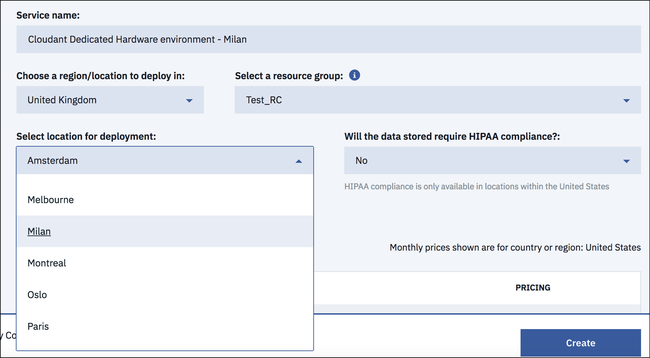 Service name:
Cloudant Dedicated Hardware environment - Milan
Choose a region/location to deploy in:
Select a resource group:
United Kingdom
Test_RC
Select location for deployment:
Will the data stored require HIPAA compliance?:
Amsterdam
No
HIPAA compliance is only available in locations within the United States
Melbourne
Milan
Montreal
Monthly prices shown are for country or region: United States
Oslo
PRICING
Paris
y Co
Create